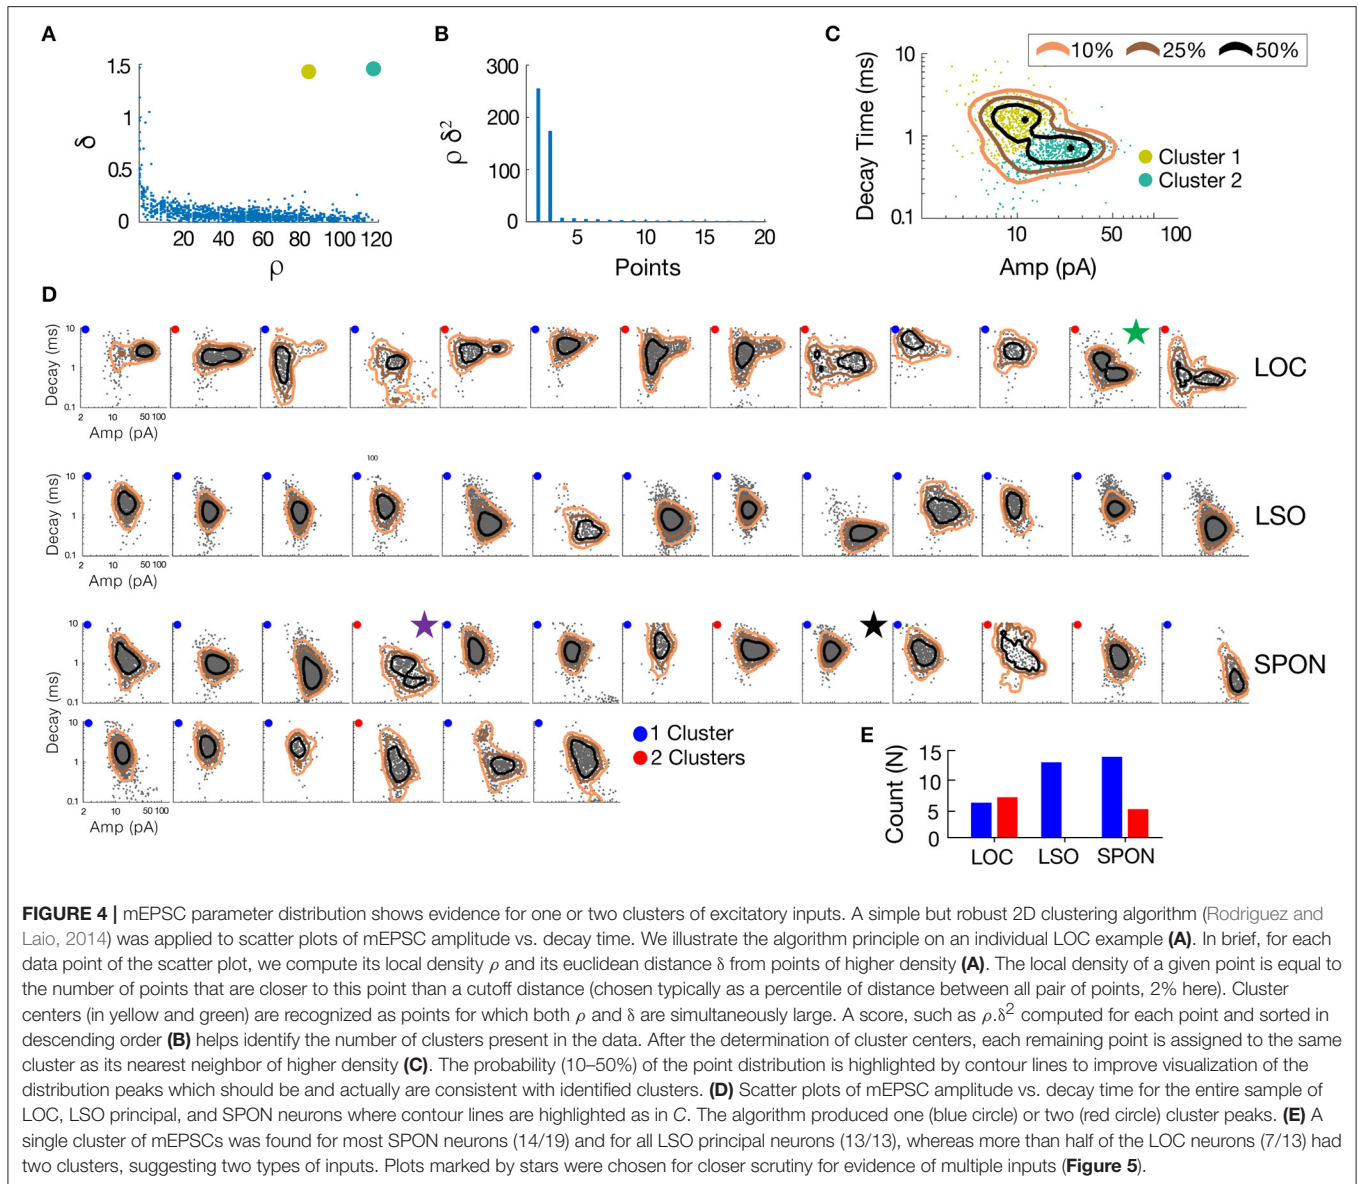 A
1.5
1
0.5
0
δ
20 40 60 80 100 120
ρ
B
300
200
100
0
ρ δ²
5 10 15 20
Points
C
10% 25% 50%
10
1
0.1
Decay Time (ms)
Cluster 1
Cluster 2
10 50 100
Amp (pA)
D
Decay (ms)
10
1
0.1
2 10 50 100
Amp (pA)
LOC
100
Decay (ms)
10
1
0.1
2 10 50 100
Amp (pA)
LSO
10
1
0.1
SPON
Decay (ms)
10
1
0.1
2 10 50 100
Amp (pA)
1 Cluster
2 Clusters
E
15
10
5
0
Count (N)
LOC LSO SPON
FIGURE 4 | mEPSC parameter distribution shows evidence for one or two clusters of excitatory inputs. A simple but robust 2D clustering algorithm (Rodriguez and
Laio, 2014) was applied to scatter plots of mEPSC amplitude vs. decay time. We illustrate the algorithm principle on an individual LOC example (A). In brief, for each
data point of the scatter plot, we compute its local density ρ and its euclidean distance δ from points of higher density (A). The local density of a given point is equal to
the number of points that are closer to this point than a cutoff distance (chosen typically as a percentile of distance between all pair of points, 2% here). Cluster
centers (in yellow and green) are recognized as points for which both ρ and δ are simultaneously large. A score, such as ρ.δ² computed for each point and sorted in
descending order (B) helps identify the number of clusters present in the data. After the determination of cluster centers, each remaining point is assigned to the same
cluster as its nearest neighbor of higher density (C). The probability (10–50%) of the point distribution is highlighted by contour lines to improve visualization of the
distribution peaks which should be and actually are consistent with identified clusters. (D) Scatter plots of mEPSC amplitude vs. decay time for the entire sample of
LOC, LSO principal, and SPON neurons where contour lines are highlighted as in C. The algorithm produced one (blue circle) or two (red circle) cluster peaks. (E) A
single cluster of mEPSCs was found for most SPON neurons (14/19) and for all LSO principal neurons (13/13), whereas more than half of the LOC neurons (7/13) had
two clusters, suggesting two types of inputs. Plots marked by stars were chosen for closer scrutiny for evidence of multiple inputs (Figure 5).